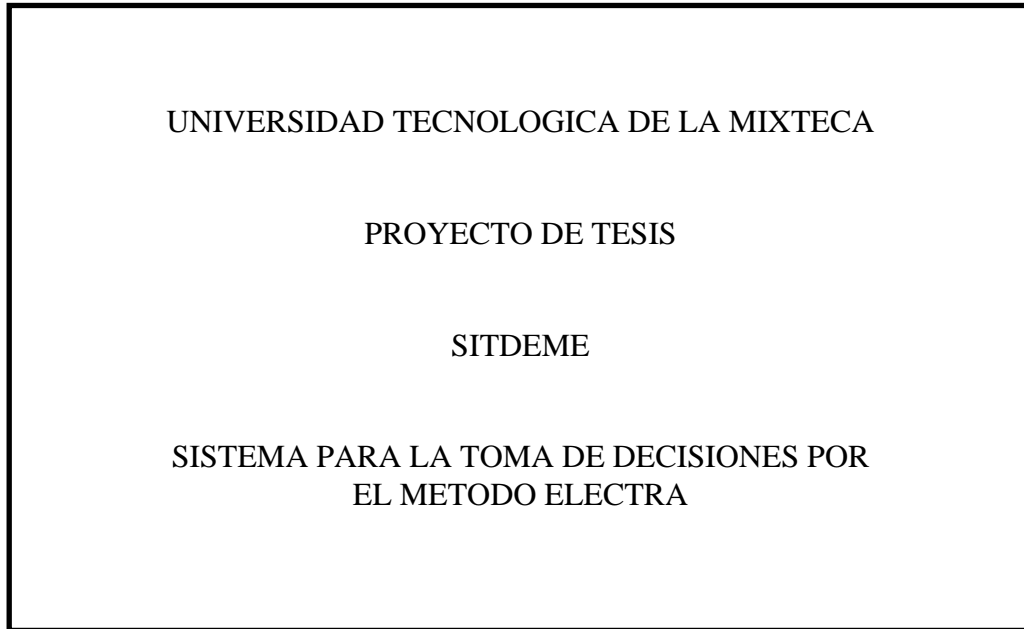 UNIVERSIDAD TECNOLOGICA DE LA MIXTECA
PROYECTO DE TESIS
SITDEME
SISTEMA PARA LA TOMA DE DECISIONES POR
EL METODO ELECTRA